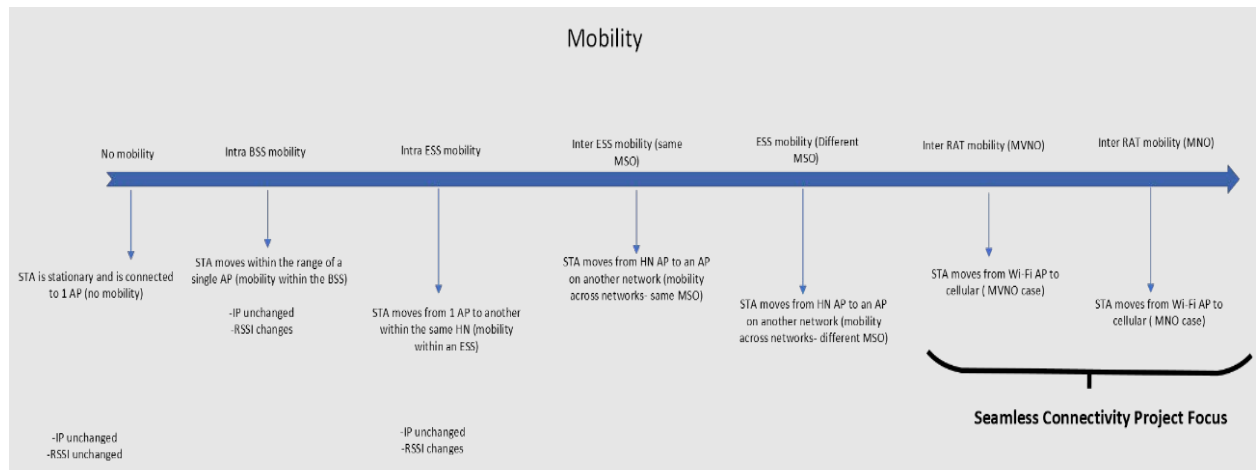 Mobility
No mobility
Intra BSS mobility
Intra ESS mobility
Inter ESS mobility (same
MSO)
ESS mobility (Different
MSO)
Inter RAT mobility (MVNO)
Inter RAT mobility (MNO)
STA is stationary and is connected
to 1 AP (no mobility)
-IP unchanged
-RSSI unchanged
STA moves within the range of a
single AP (mobility within the BSS)
-IP unchanged
-RSSI changes
STA moves from 1 AP to another
within the same HN (mobility
within an ESS)
-IP unchanged
-RSSI changes
STA moves from HN AP to an AP
on another network (mobility
across networks- same MSO)
STA moves from HN AP to an AP
on another network (mobility
across networks- different MSO)
STA moves from Wi-Fi AP to
cellular ( MVNO case)
STA moves from Wi-Fi AP to
cellular ( MNO case)
Seamless Connectivity Project Focus